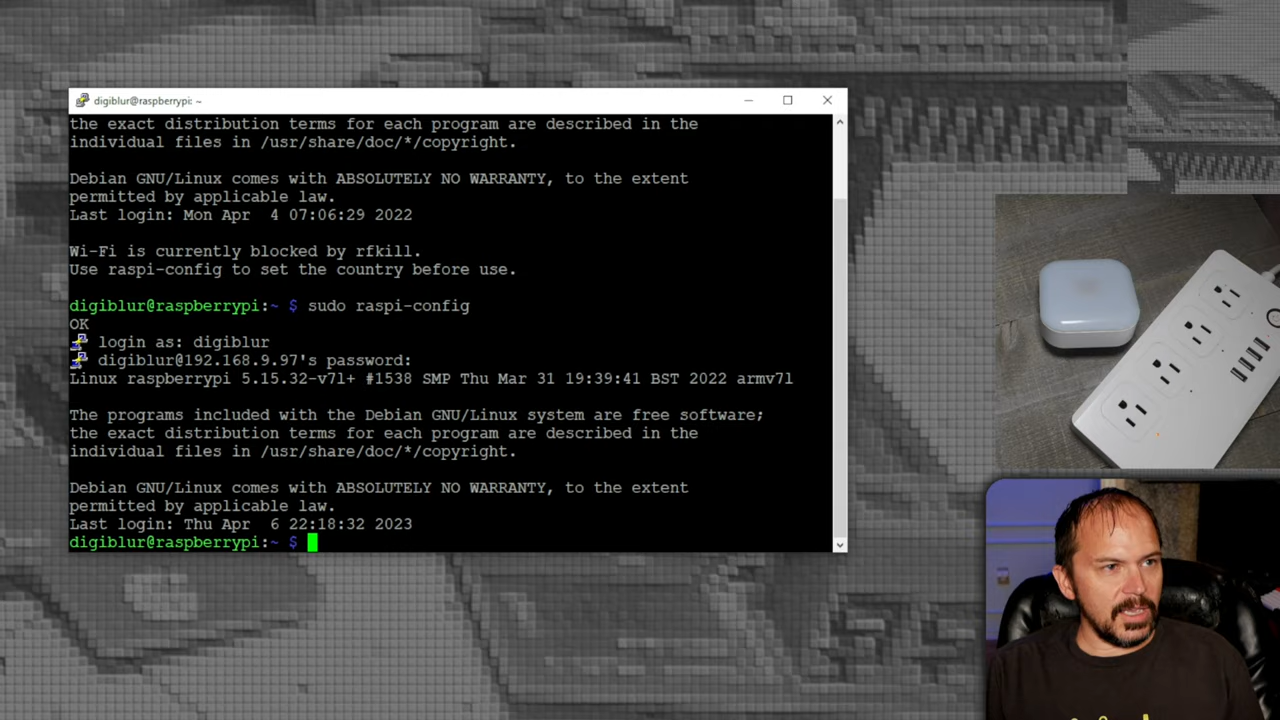 digiblur@raspberrypi: ~
the exact distribution terms for each program are described in the
individual files in /usr/share/doc/*/copyright.
Debian GNU/Linux comes with ABSOLUTELY NO WARRANTY, to the extent
permitted by applicable law.
Last login: Mon Apr  4 07:06:29 2022
Wi-Fi is currently blocked by rfkill.
Use raspi-config to set the country before use.
digiblur@raspberrypi:~ $ sudo raspi-config
OK
login as: digiblur
digiblur@192.168.9.97's password:
Linux raspberrypi 5.15.32-v7l+ #1538 SMP Thu Mar 31 19:39:41 BST 2022 armv7l
The programs included with the Debian GNU/Linux system are free software;
the exact distribution terms for each program are described in the
individual files in /usr/share/doc/*/copyright.
Debian GNU/Linux comes with ABSOLUTELY NO WARRANTY, to the extent
permitted by applicable law.
Last login: Thu Apr  6 22:18:32 2023
digiblur@raspberrypi:~ $